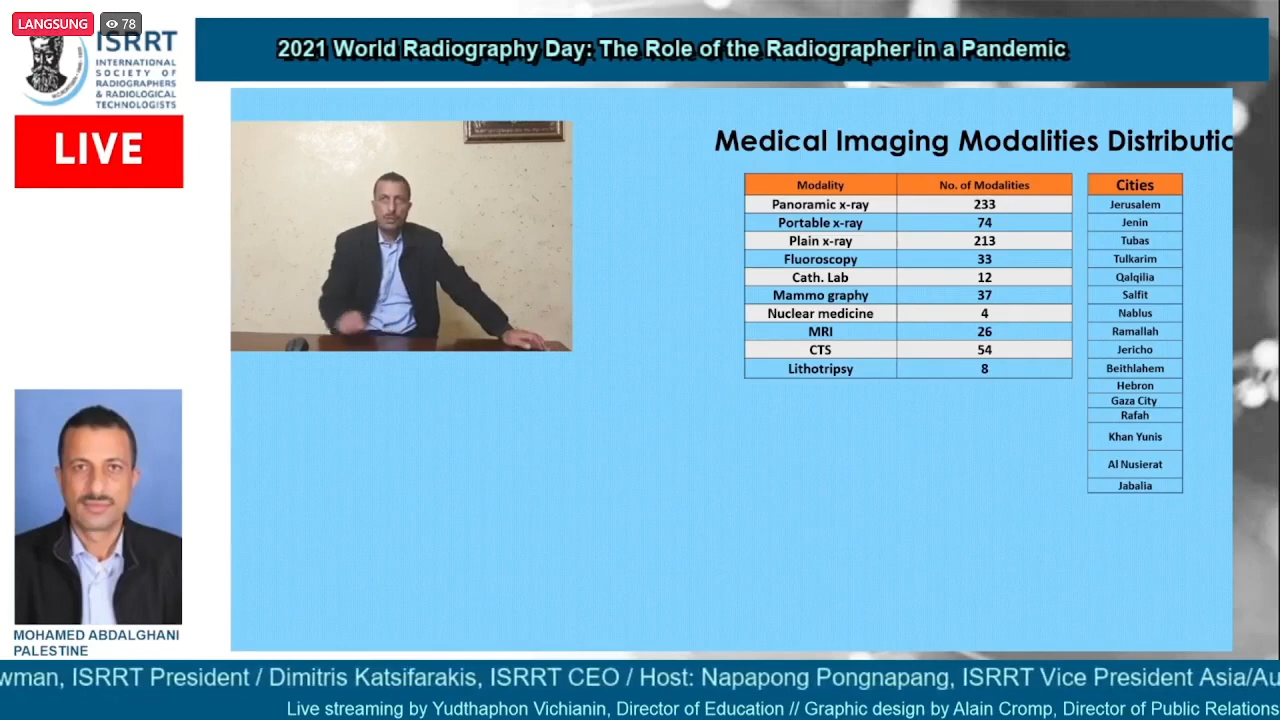 LANGSUNG 78
ISRRT
INTERNATIONAL
SOCIETY OF
RADIOGRAPHERS
& RADIOLOGICAL
TECHNOLOGISTS
2021 World Radiography Day: The Role of the Radiographer in a Pandemic
LIVE
Medical Imaging Modalities Distributio
Modality No. of Modalities
Panoramic x-ray 233
Portable x-ray 74
Plain x-ray 213
Fluoroscopy 33
Cath. Lab 12
Mammo graphy 37
Nuclear medicine 4
MRI 26
CTS 54
Lithotripsy 8
Cities
Jerusalem
Jenin
Tubas
Tulkarim
Qalqilia
Salfit
Nablus
Ramallah
Jericho
Beithlahem
Hebron
Gaza City
Rafah
Khan Yunis
Al Nusierat
Jabalia
MOHAMED ABDALGHANI
PALESTINE
wman, ISRRT President / Dimitris Katsifarakis, ISRRT CEO / Host: Napapong Pongnapang, ISRRT Vice President Asia/Au
Live streaming by Yudthaphon Vichianin, Director of Education // Graphic design by Alain Cromp, Director of Public Relations